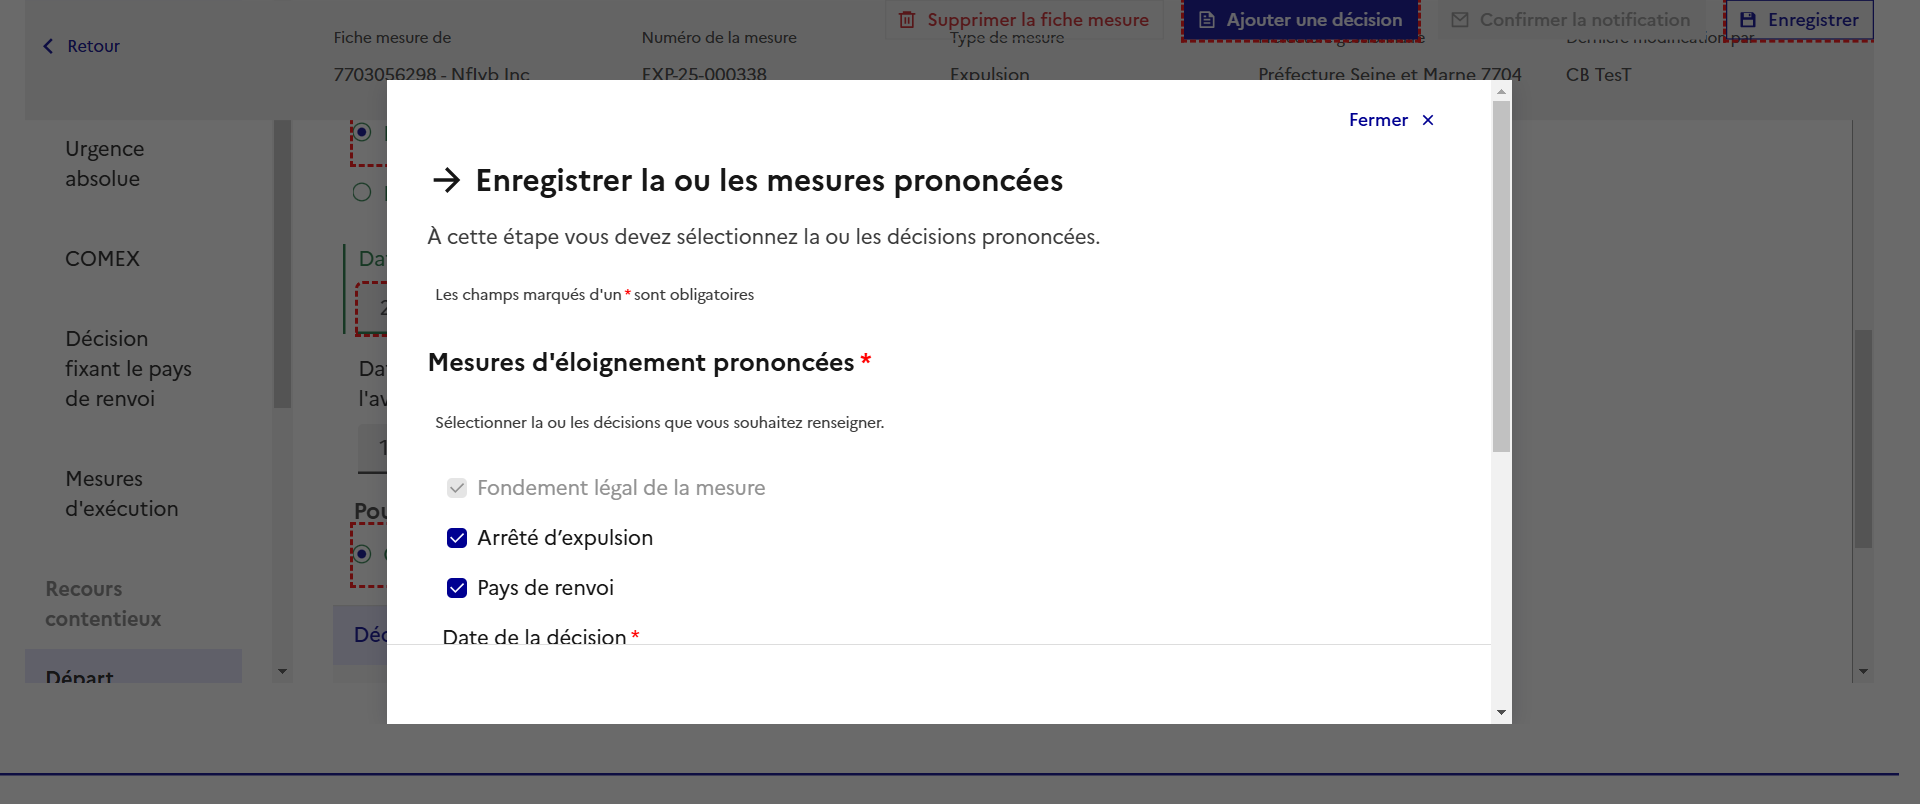 Supprimer la fiche mesure
Ajouter une décision
Confirmer la notification
Enregistrer
Retour
Fiche mesure de
Numéro de la mesure
Type de mesure
Dernière modification par
7703056298 - Nflyb Inc
EXP-25-000338
Expulsion
Préfecture Seine et Marne 7704
CB TesT
Urgence
absolue
COMEX
Décision
fixant le pays
de renvoi
Mesures
d'exécution
Recours
contentieux
Départ
Fermer ×
→ Enregistrer la ou les mesures prononcées
À cette étape vous devez sélectionnez la ou les décisions prononcées.
Les champs marqués d'un * sont obligatoires
Mesures d'éloignement prononcées *
Sélectionner la ou les décisions que vous souhaitez renseigner.
Fondement légal de la mesure
Arrêté d’expulsion
Pays de renvoi
Date de la décision *